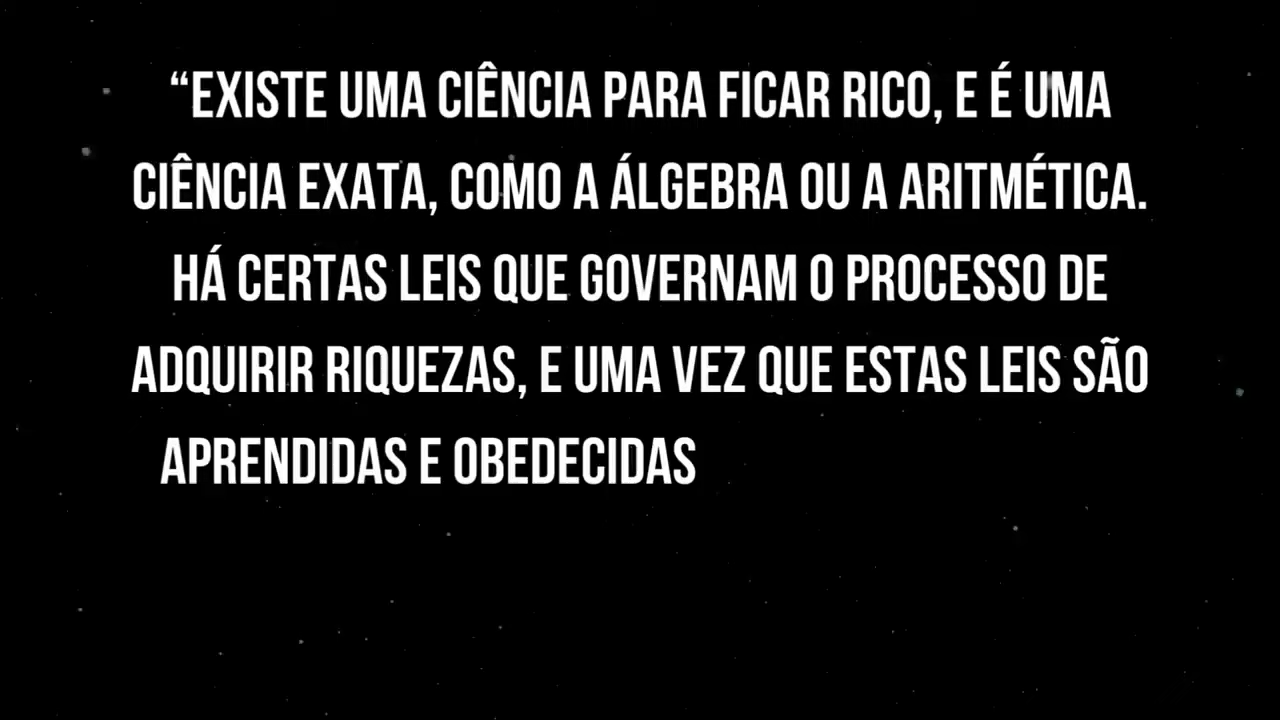 “EXISTE UMA CIÊNCIA PARA FICAR RICO, E É UMA
CIÊNCIA EXATA, COMO A ÁLGEBRA OU A ARITMÉTICA.
HÁ CERTAS LEIS QUE GOVERNAM O PROCESSO DE
ADQUIRIR RIQUEZAS, E UMA VEZ QUE ESTAS LEIS SÃO
APRENDIDAS E OBEDECIDAS